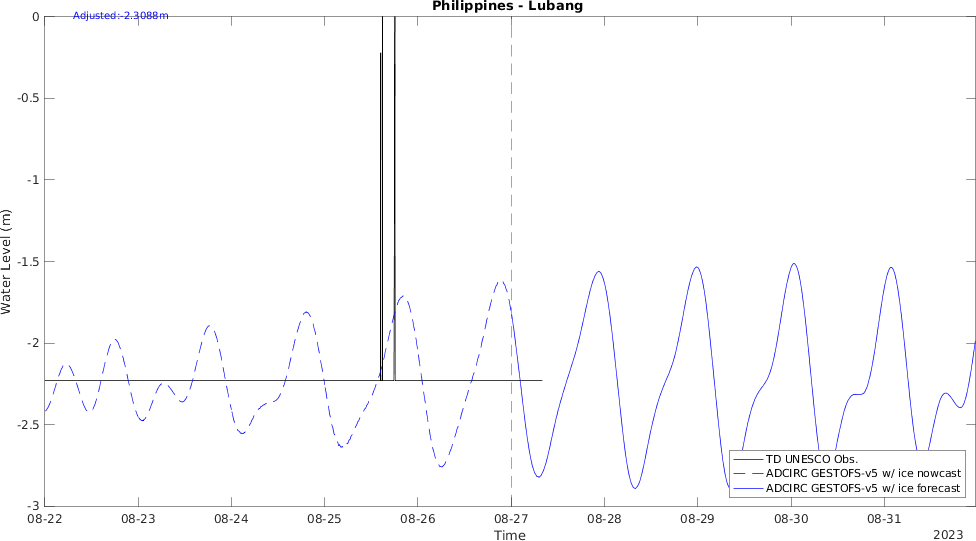 Philippines - Lubang
Adjusted:-2.3088m
0
-0.5
-1
-1.5
-2
-2.5
-3
Water Level (m)
TD UNESCO Obs.
ADCIRC GESTOFS-v5 w/ ice nowcast
ADCIRC GESTOFS-v5 w/ ice forecast
08-22 08-23 08-24 08-25 08-26 08-27 08-28 08-29 08-30 08-31
Time
2023